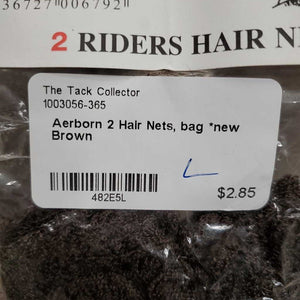 36727 006792
2 RIDERS HAIR N
The Tack Collector
1003056-365
Aerborn 2 Hair Nets, bag *new
Brown
L
$2.85
482E5L